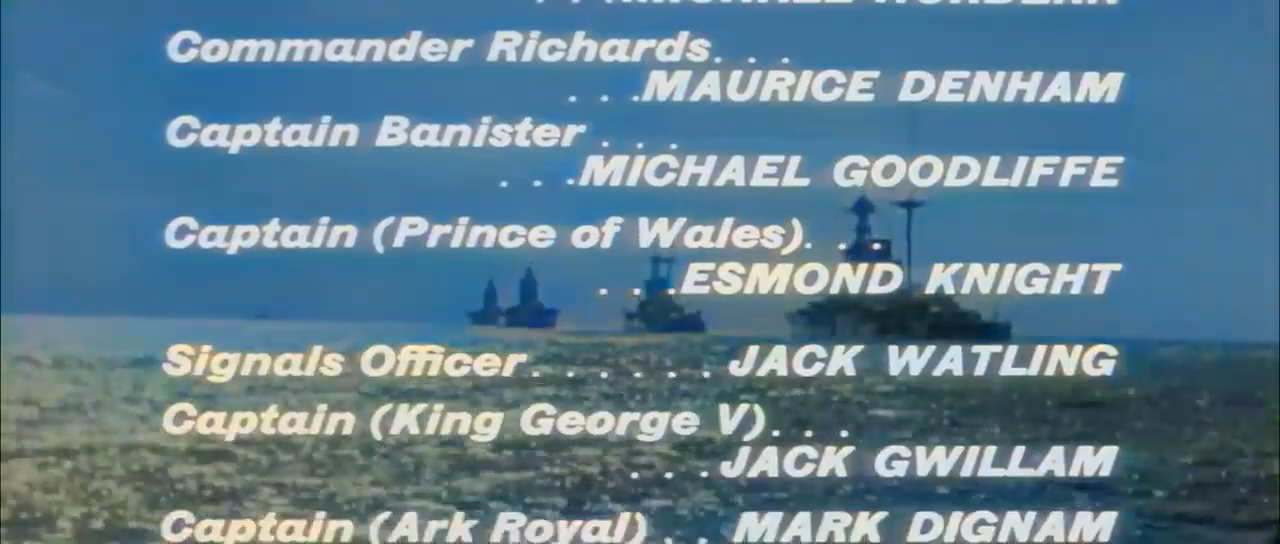 Commander Richards. . .
. . .MAURICE DENHAM
Captain Banister . . .
. . .MICHAEL GOODLIFFE
Captain (Prince of Wales). . .
. . .ESMOND KNIGHT
Signals Officer . . . . . . JACK WATLING
Captain (King George V). . .
. . .JACK GWILLAM
Captain (Ark Royal) . . MARK DIGNAM